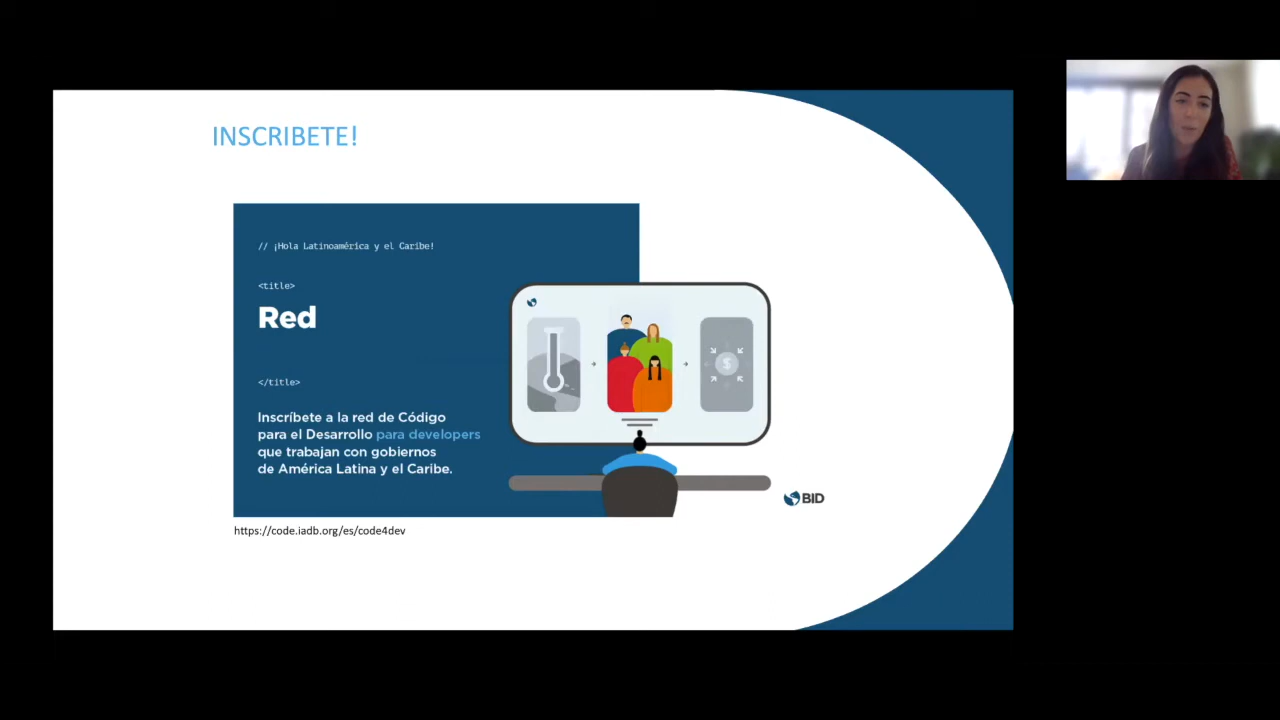 INSCRIBETE!
// ¡Hola Latinoamérica y el Caribe!
<title>
Red
</title>
Inscríbete a la red de Código
para el Desarrollo para developers
que trabajan con gobiernos
de América Latina y el Caribe.
$
BID
https://code.iadb.org/es/code4dev